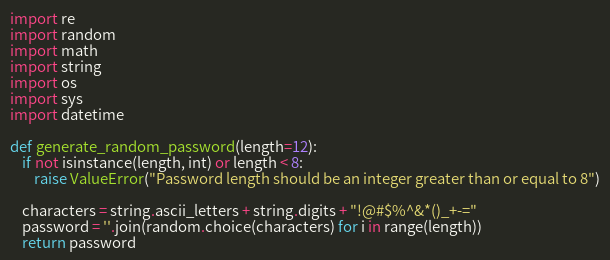 import re
import random
import math
import string
import os
import sys
import datetime

def generate_random_password(length=12):
    if not isinstance(length, int) or length < 8:
        raise ValueError("Password length should be an integer greater than or equal to 8")

    characters = string.ascii_letters + string.digits + "!@#$%^&*()_+-="
    password = ''.join(random.choice(characters) for i in range(length))
    return password